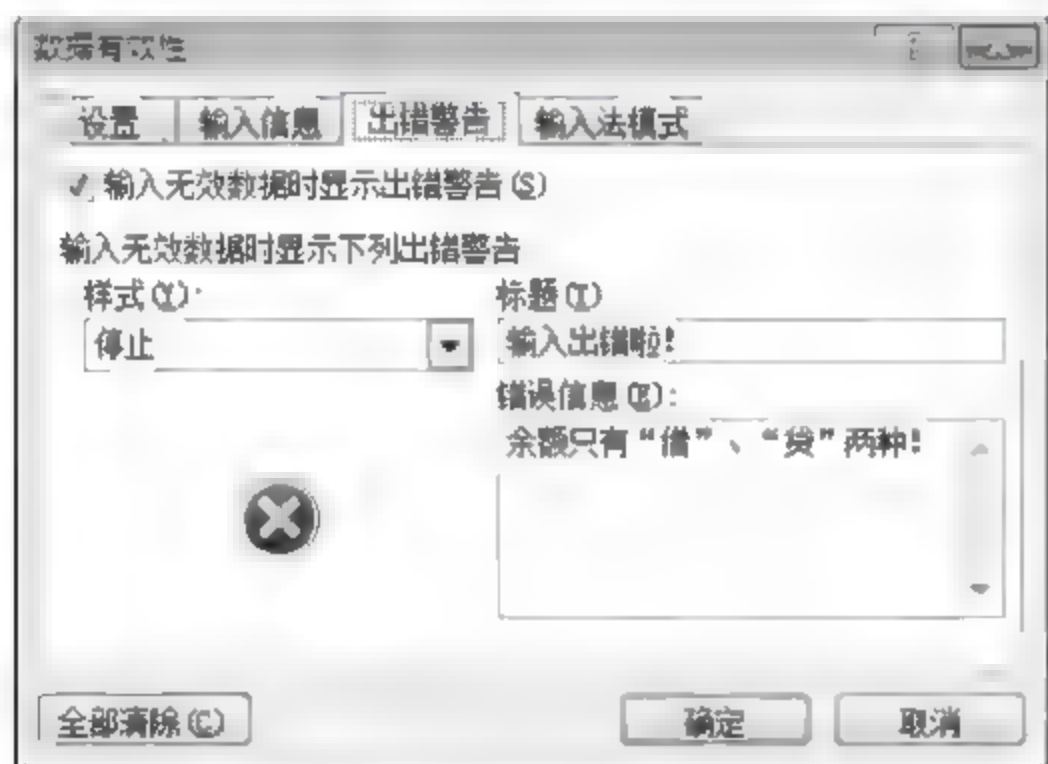 数据有效性
设置 输入信息 出错警告 输入法模式
输入无效数据时显示出错警告(S)
输入无效数据时显示下列出错警告
样式(Y): 标题(T)
停止 输入出错啦!
错误信息(E):
余额只有“借”、“贷”两种!
全部清除(C) 确定 取消